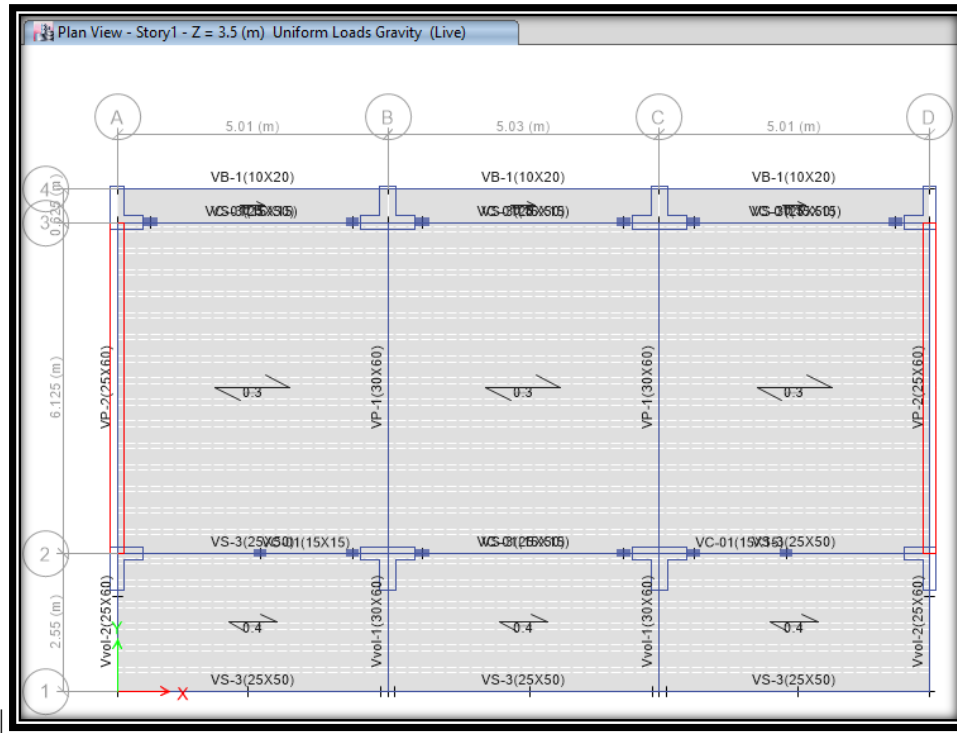 Plan View - Story1 - Z = 3.5 (m) Uniform Loads Gravity (Live)
A B C D
5.01 (m) 5.03 (m) 5.01 (m)
4
VB-1(10X20) VB-1(10X20) VB-1(10X20)
3
0.625 (m)
6.125 (m)
VP-2(25X60) VP-1(30X60) VP-1(30X60) VP-2(25X60)
0.3 0.3 0.3
2
VS-3(25X50) VC-01(15X15) VC-01(15X15) VS-3(25X50)
2.55 (m)
Vvol-2(25X60) Vvol-1(30X60) Vvol-1(30X60) Vvol-2(25X60)
0.4 0.4 0.4
Y
1
VS-3(25X50) VS-3(25X50) VS-3(25X50)
X